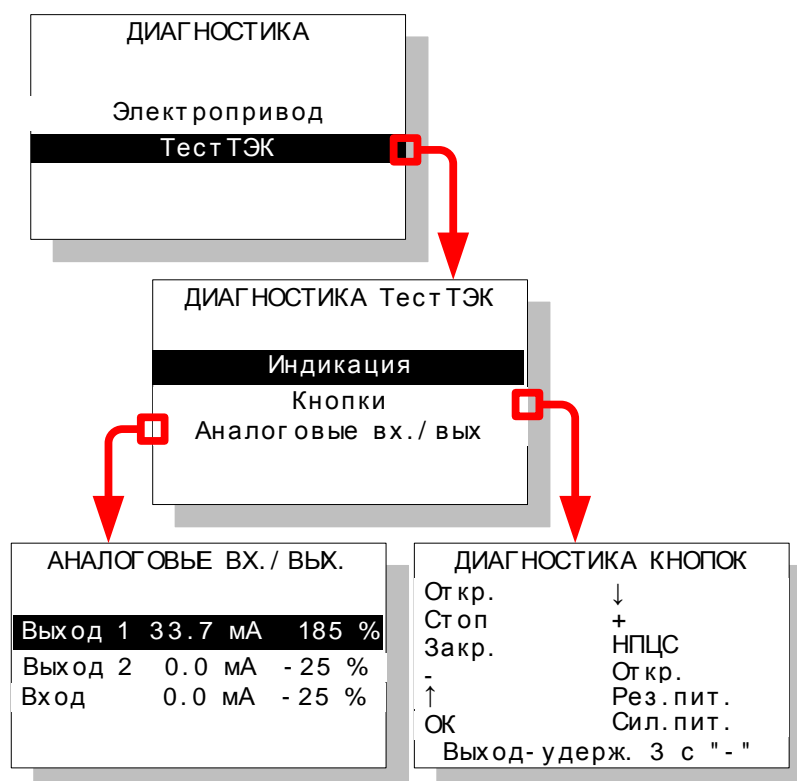 ДИАГНОСТИКА
Электропривод
Тест ТЭК
ДИАГНОСТИКА Тест ТЭК
Индикация
Кнопки
Аналоговые вх./вых
АНАЛОГОВЫЕ ВХ./ВЫХ.
Выход 1 33.7 мА 185 %
Выход 2 0.0 мА -25 %
Вход 0.0 мА -25 %
ДИАГНОСТИКА КНОПОК
Откр. ↓
Стоп +
Закр. НПЦС
- Откр.
↑ Рез.пит.
ОК Сил.пит.
Выход-удерж. 3 с "-"